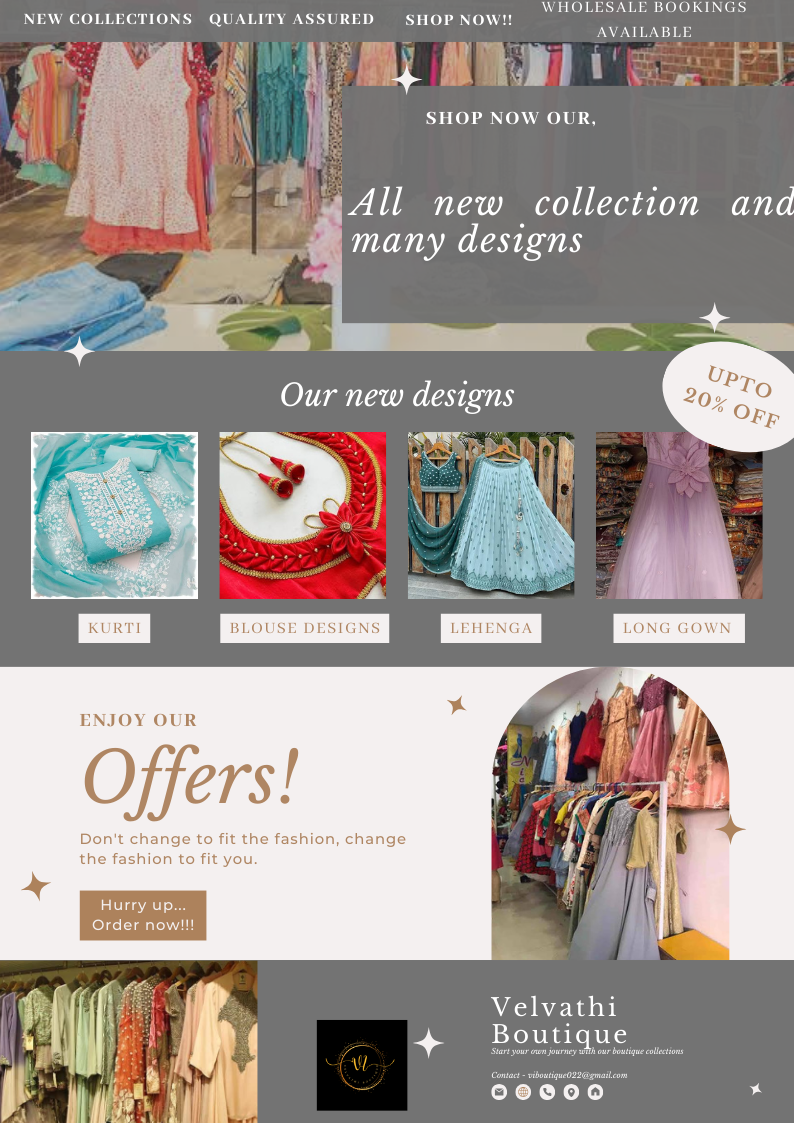 NEW COLLECTIONS
QUALITY ASSURED
SHOP NOW!!
WHOLESALE BOOKINGS
AVAILABLE
SHOP NOW OUR,
All new collection and
many designs
UPTO
20% OFF
Our new designs
KURTI
BLOUSE DESIGNS
LEHENGA
LONG GOWN
ENJOY OUR
Offers!
Don't change to fit the fashion, change
the fashion to fit you.
Hurry up...
Order now!!!
Velvathi
Boutique
Start your own journey with our boutique collections
Contact - viboutique022@gmail.com